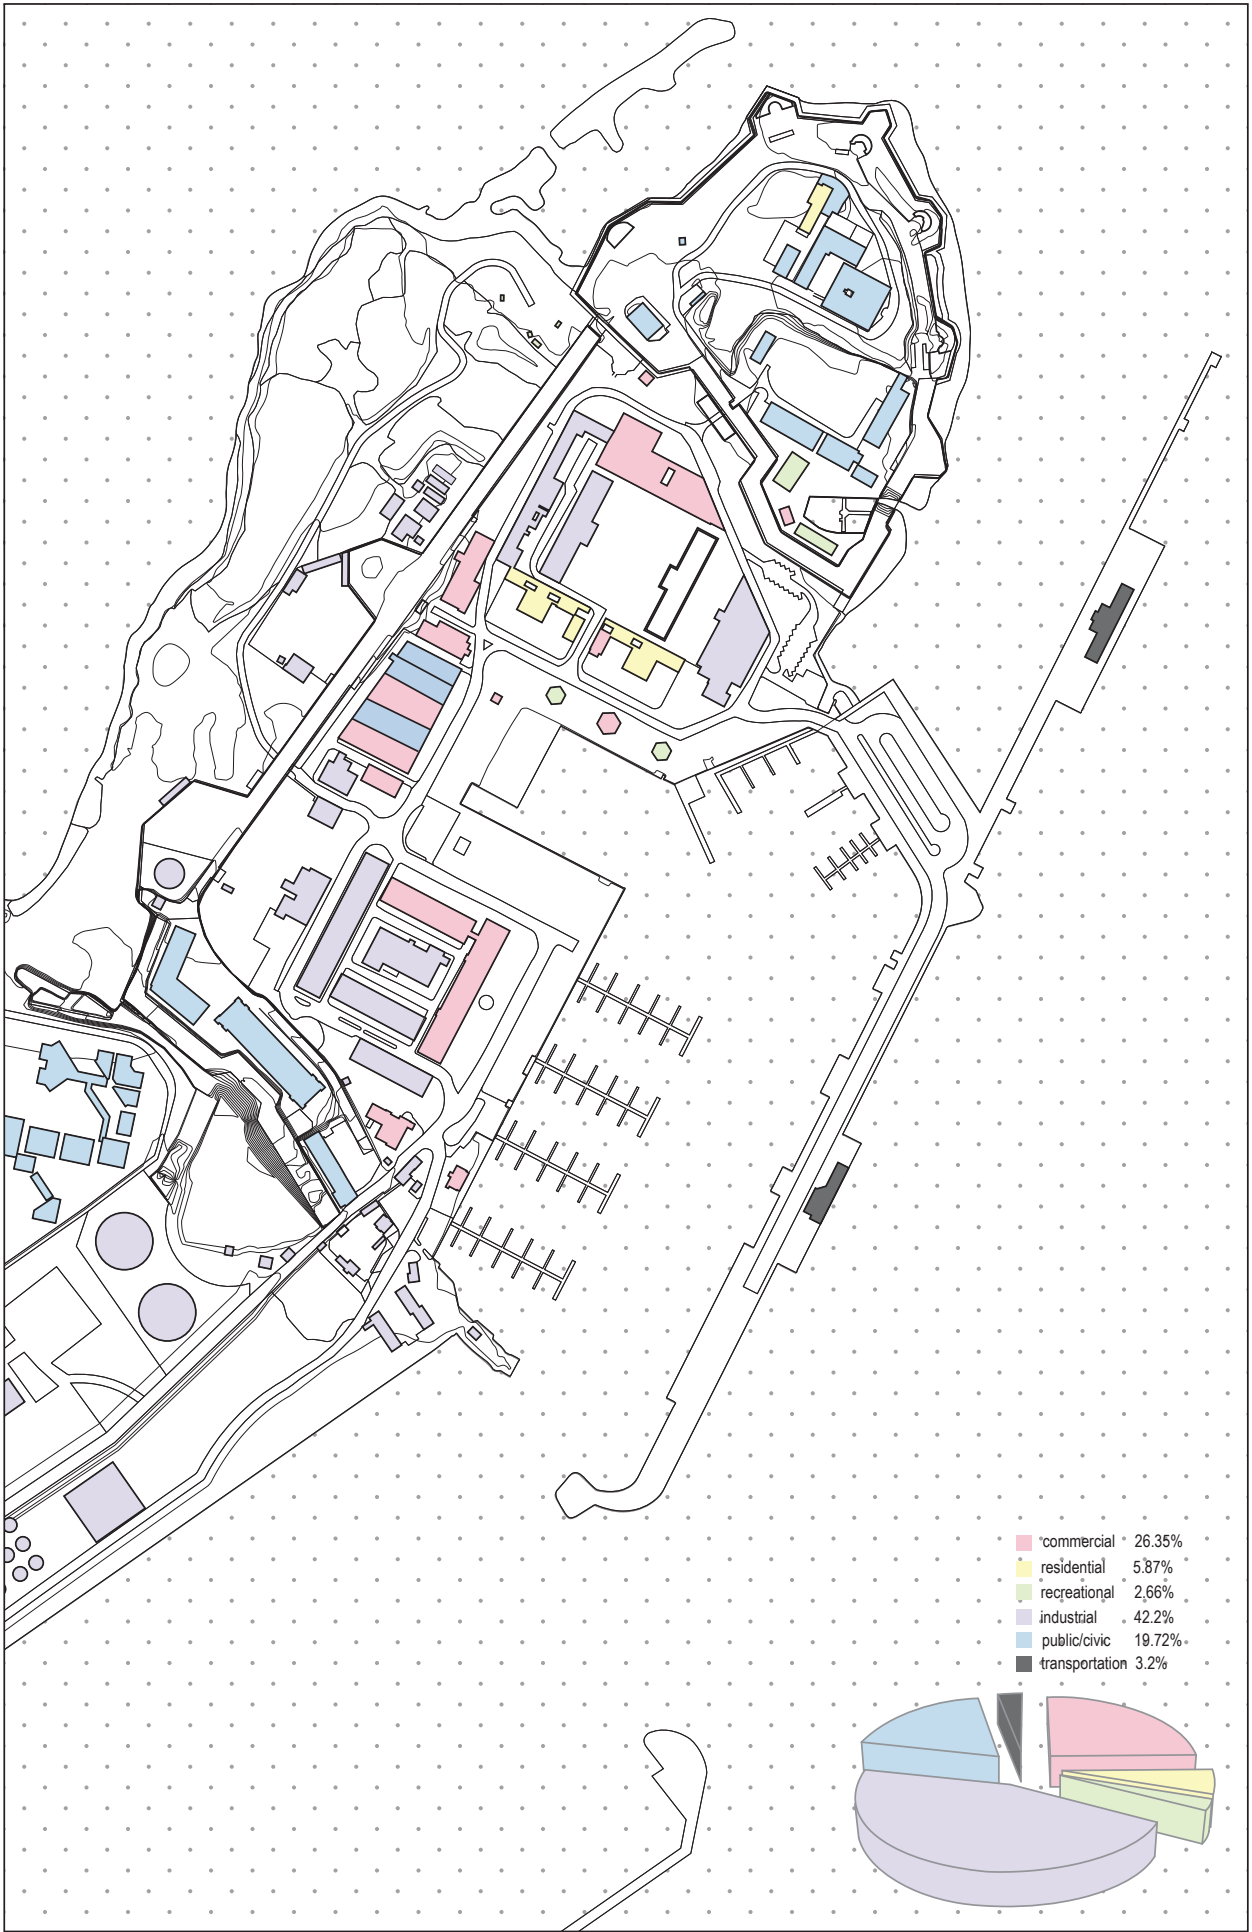 commercial 26.35%
residential 5.87%
recreational 2.66%
industrial 42.2%
public/civic 19.72%
transportation 3.2%